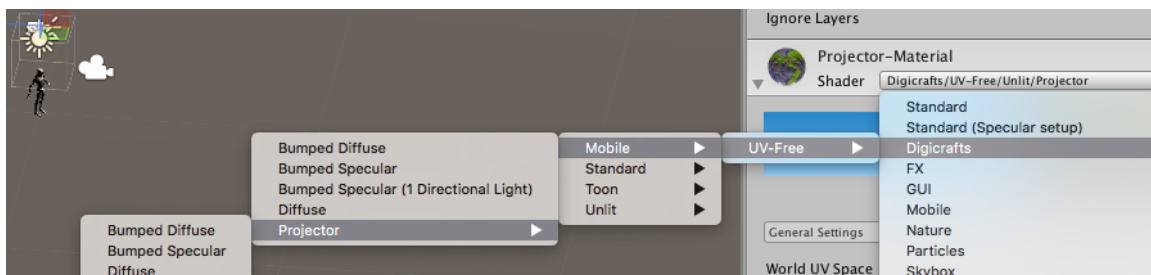 Ignore Layers
Projector-Material
Shader Digicrafts/UV-Free/Unlit/Projector
Standard
Standard (Specular setup)
Digicrafts
FX
GUI
Mobile
Nature
Particles
Skybox
UV-Free
Mobile
Standard
Toon
Unlit
Bumped Diffuse
Bumped Specular
Bumped Specular (1 Directional Light)
Diffuse
Projector
Bumped Diffuse
Bumped Specular
Diffuse
General Settings
World UV Space